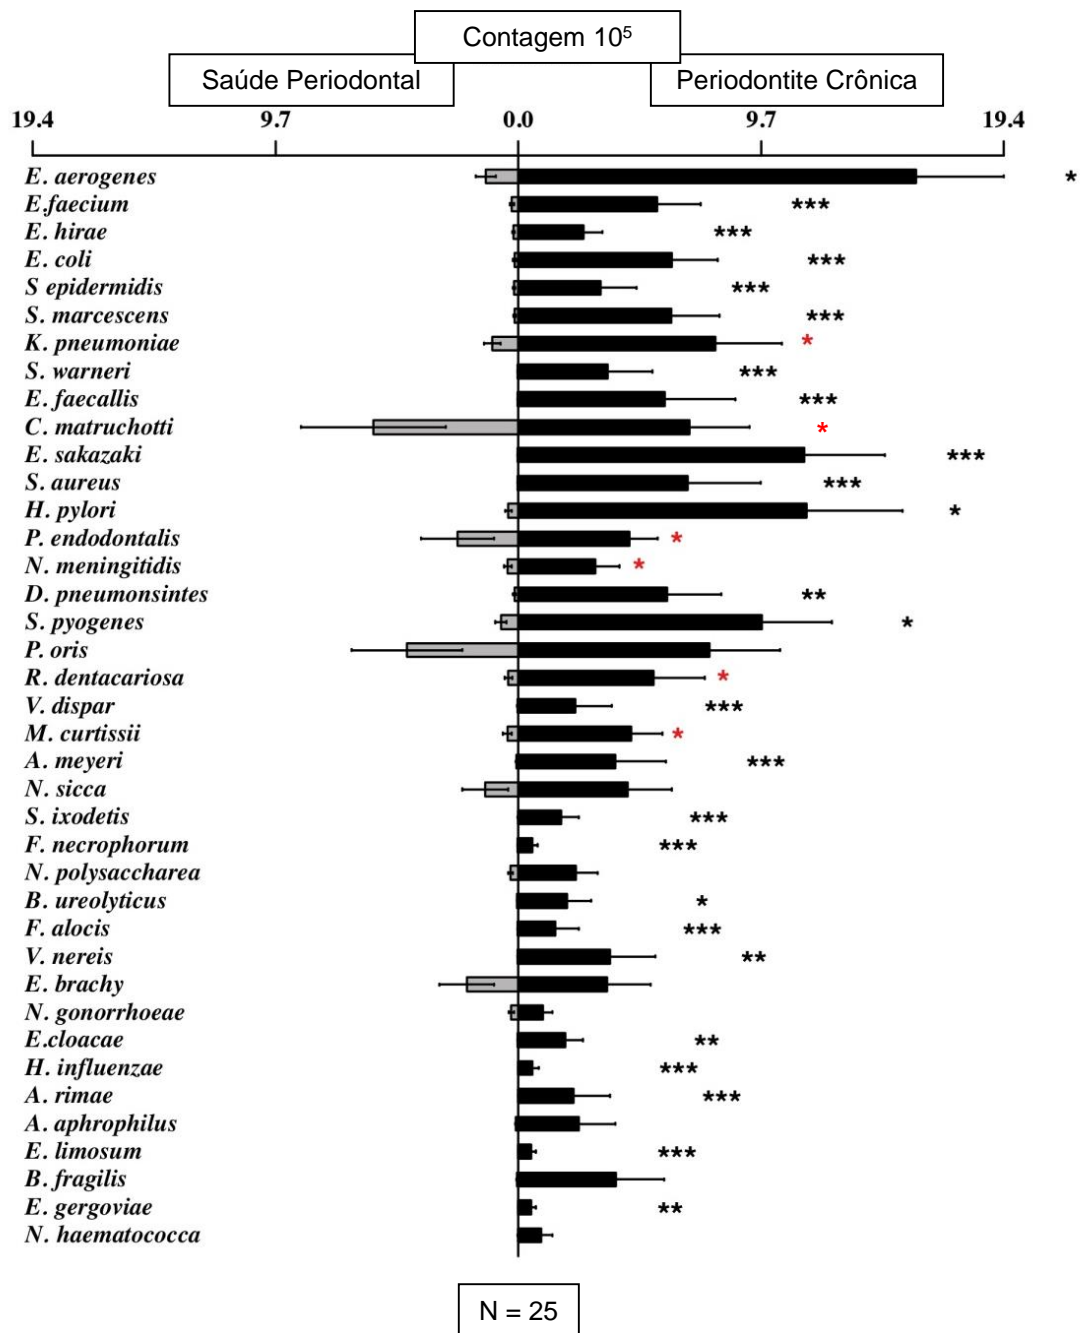 Contagem 10⁵
Saúde Periodontal Periodontite Crônica
19.4 9.7 0.0 9.7 19.4
E. aerogenes *
E.faecium ***
E. hirae ***
E. coli ***
S epidermidis ***
S. marcescens ***
K. pneumoniae *
S. warneri ***
E. faecallis ***
C. matruchotti *
E. sakazaki ***
S. aureus ***
H. pylori *
P. endodontalis *
N. meningitidis *
D. pneumonsintes **
S. pyogenes *
P. oris
R. dentacariosa *
V. dispar ***
M. curtissii *
A. meyeri ***
N. sicca
S. ixodetis ***
F. necrophorum ***
N. polysaccharea
B. ureolyticus *
F. alocis ***
V. nereis **
E. brachy
N. gonorrhoeae
E.cloacae **
H. influenzae ***
A. rimae ***
A. aphrophilus
E. limosum ***
B. fragilis
E. gergoviae **
N. haematococca
N = 25